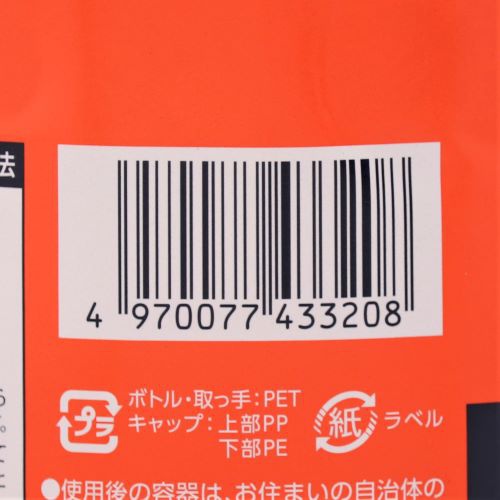 法
4 970077 433208
プラ
ボトル・取っ手:PET
キャップ:上部PP
下部PE
紙
ラベル
●使用後の容器は、お住まいの自治体の